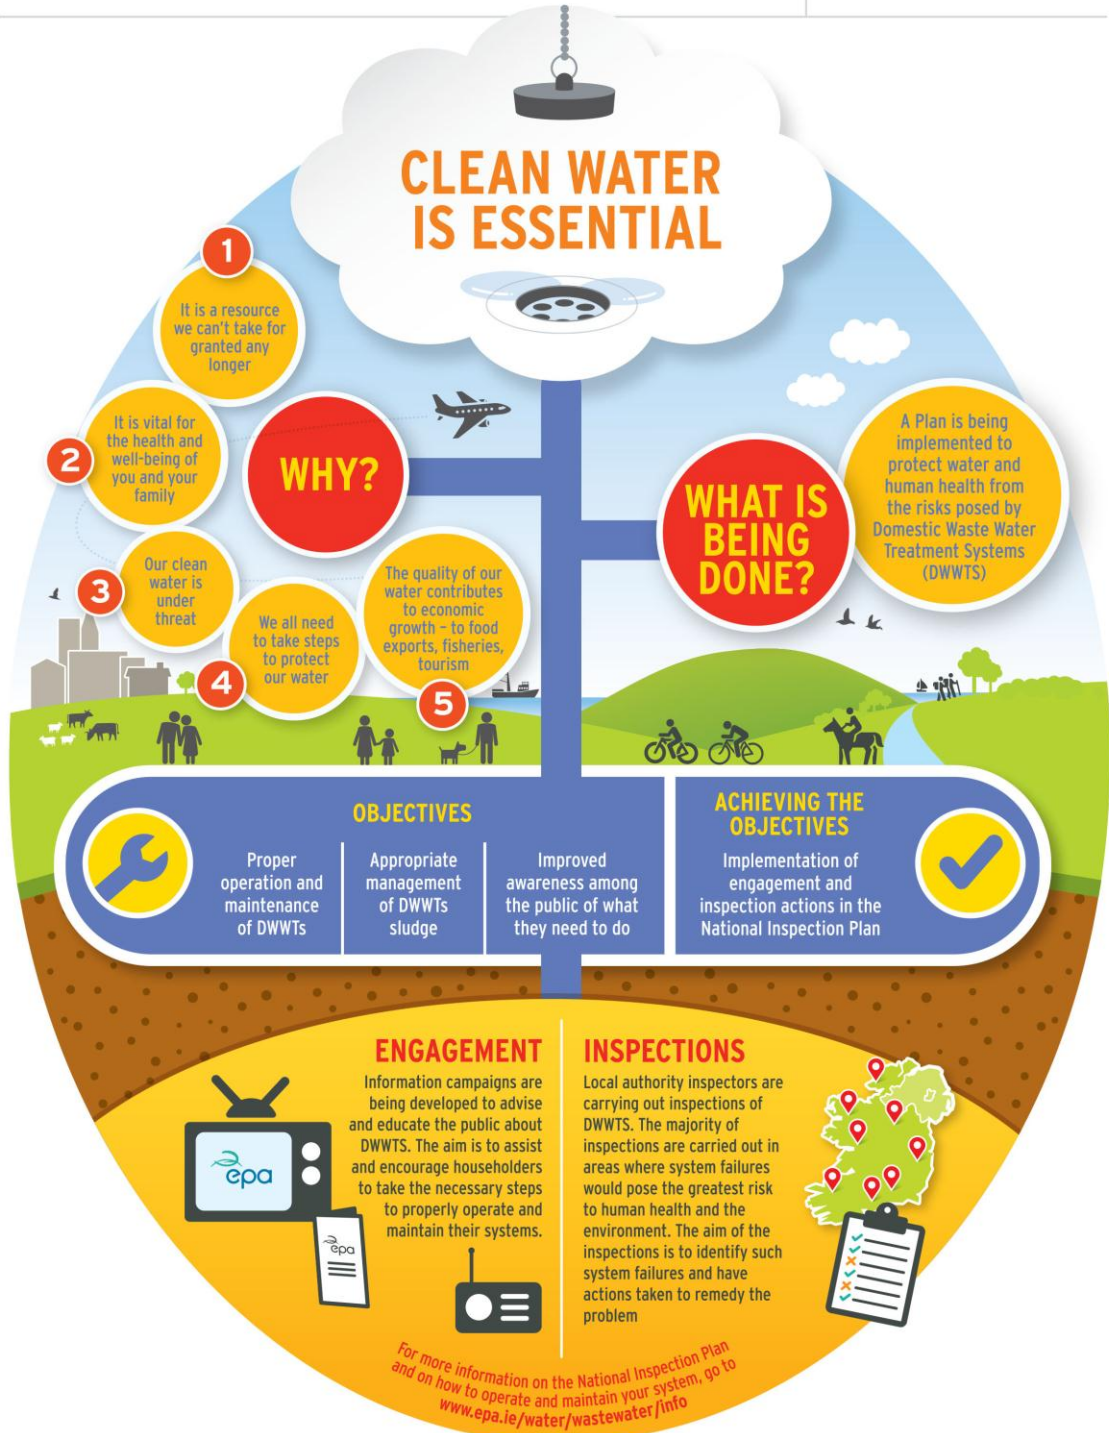 CLEAN WATER
IS ESSENTIAL
1
It is a resource
we can't take for
granted any
longer
2
It is vital for
the health and
well-being of
you and your
family
WHY?
3
Our clean
water is
under
threat
4
We all need
to take steps
to protect
our water
The quality of our
water contributes
to economic
growth – to food
exports, fisheries,
tourism
5
WHAT IS
BEING
DONE?
A Plan is being
implemented to
protect water and
human health from
the risks posed by
Domestic Waste Water
Treatment Systems
(DWWTS)
OBJECTIVES
Proper
operation and
maintenance
of DWWTs
Appropriate
management
of DWWTs
sludge
Improved
awareness among
the public of what
they need to do
ACHIEVING THE
OBJECTIVES
Implementation of
engagement and
inspection actions in the
National Inspection Plan
ENGAGEMENT
Information campaigns are
being developed to advise
and educate the public about
DWWTS. The aim is to assist
and encourage householders
to take the necessary steps
to properly operate and
maintain their systems.
epa
epa
INSPECTIONS
Local authority inspectors are
carrying out inspections of
DWWTS. The majority of
inspections are carried out in
areas where system failures
would pose the greatest risk
to human health and the
environment. The aim of the
inspections is to identify such
system failures and have
actions taken to remedy the
problem
For more information on the National Inspection Plan
and on how to operate and maintain your system, go to
www.epa.ie/water/wastewater/info